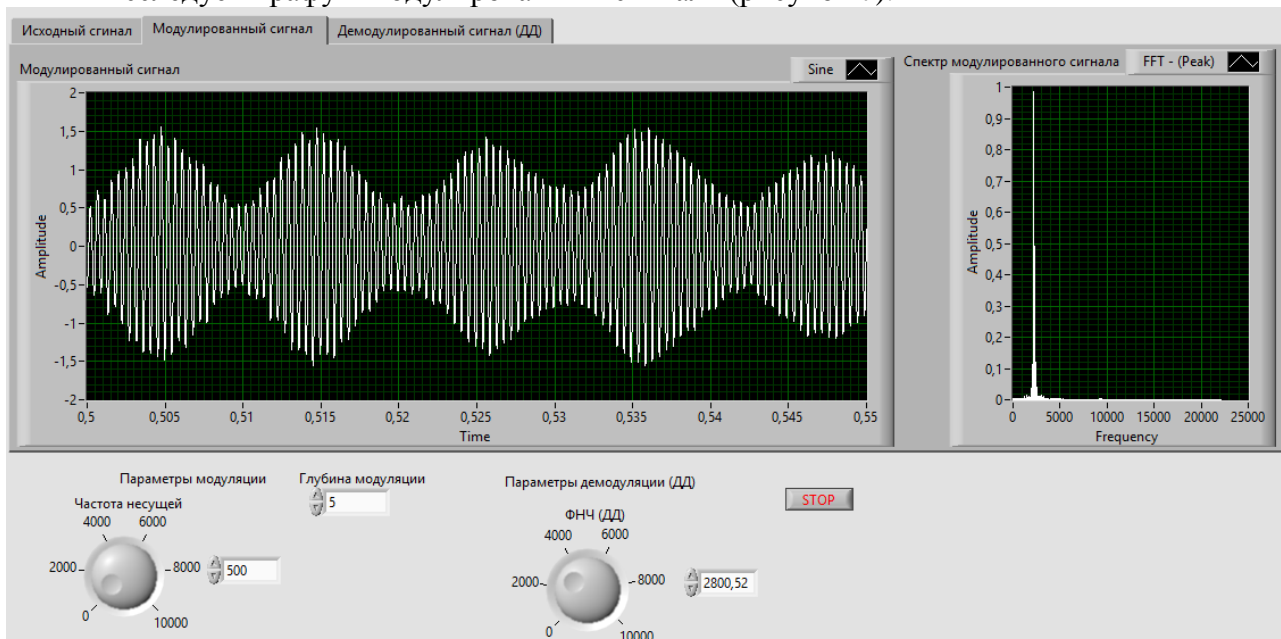 Исходный сгинал
Модулированный сигнал
Демодулированный сигнал (ДД)
Модулированный сигнал
Sine
2
1,5
1
0,5
0
-0,5
-1
-1,5
-2
Amplitude
0,5 0,505 0,51 0,515 0,52 0,525 0,53 0,535 0,54 0,545 0,55
Time
Спектр модулированного сигнала
FFT - (Peak)
1
0,9
0,8
0,7
0,6
0,5
0,4
0,3
0,2
0,1
0
Amplitude
0 5000 10000 15000 20000 25000
Frequency
Параметры модуляции
Глубина модуляции
5
Частота несущей
4000 6000
2000 8000
0 10000
500
Параметры демодуляции (ДД)
ФНЧ (ДД)
4000 6000
2000 8000
0 10000
2800,52
STOP